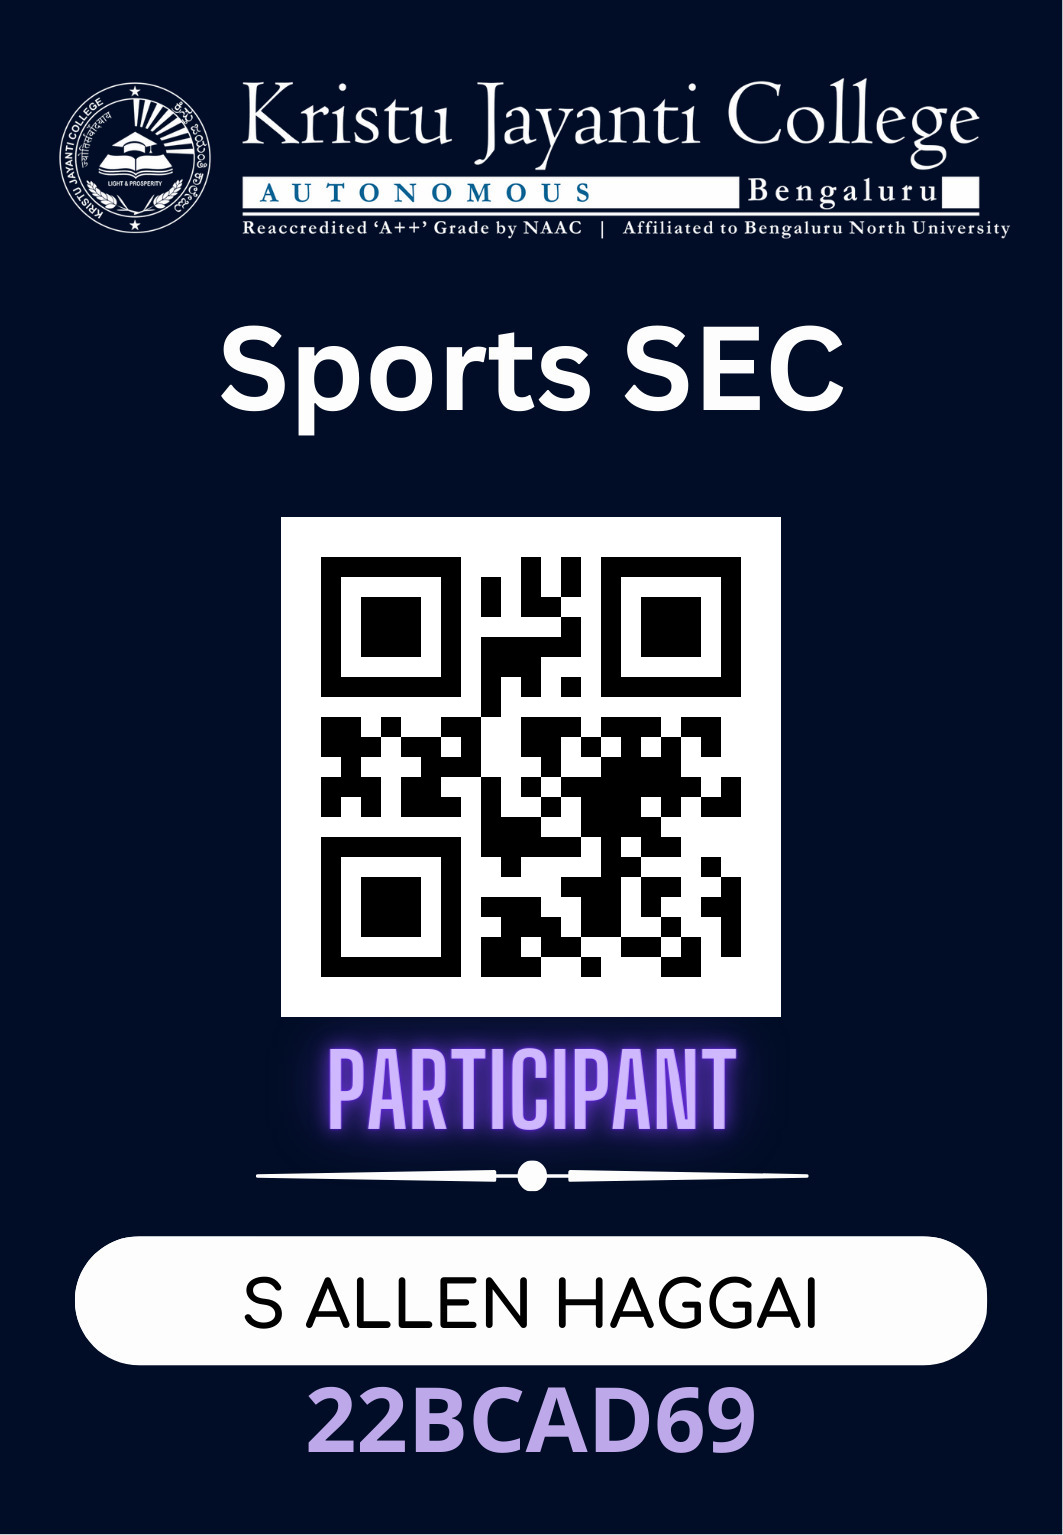 KRISTU JAYANTI COLLEGE
ಕ್ರಿಸ್ತು ಜಯಂತಿ ಕಾಲೇಜು
LIGHT & PROSPERITY
Kristu Jayanti College
AUTONOMOUS Bengaluru
Reaccredited ‘A++’ Grade by NAAC | Affiliated to Bengaluru North University
Sports SEC
PARTICIPANT
S ALLEN HAGGAI
22BCAD69